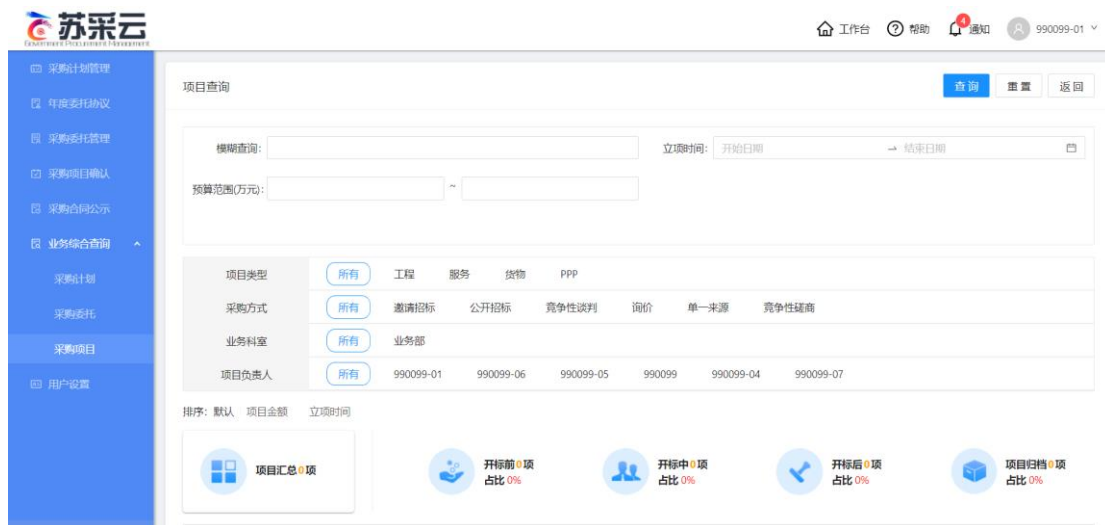 苏采云
Government Procurement Management
工作台 帮助 4 通知 990099-01
采购计划管理
年度委托协议
采购委托管理
采购项目确认
采购合同公示
业务综合查询
采购计划
采购委托
采购项目
用户设置
项目查询 查询 重置 返回
模糊查询: 立项时间: 开始日期 → 结束日期
预算范围(万元): ~
项目类型 所有 工程 服务 货物 PPP
采购方式 所有 邀请招标 公开招标 竞争性谈判 询价 单一来源 竞争性磋商
业务科室 所有 业务部
项目负责人 所有 990099-01 990099-06 990099-05 990099 990099-04 990099-07
排序: 默认 项目金额 立项时间
项目汇总0项
开标前0项
占比 0%
开标中0项
占比 0%
开标后0项
占比 0%
项目归档0项
占比 0%